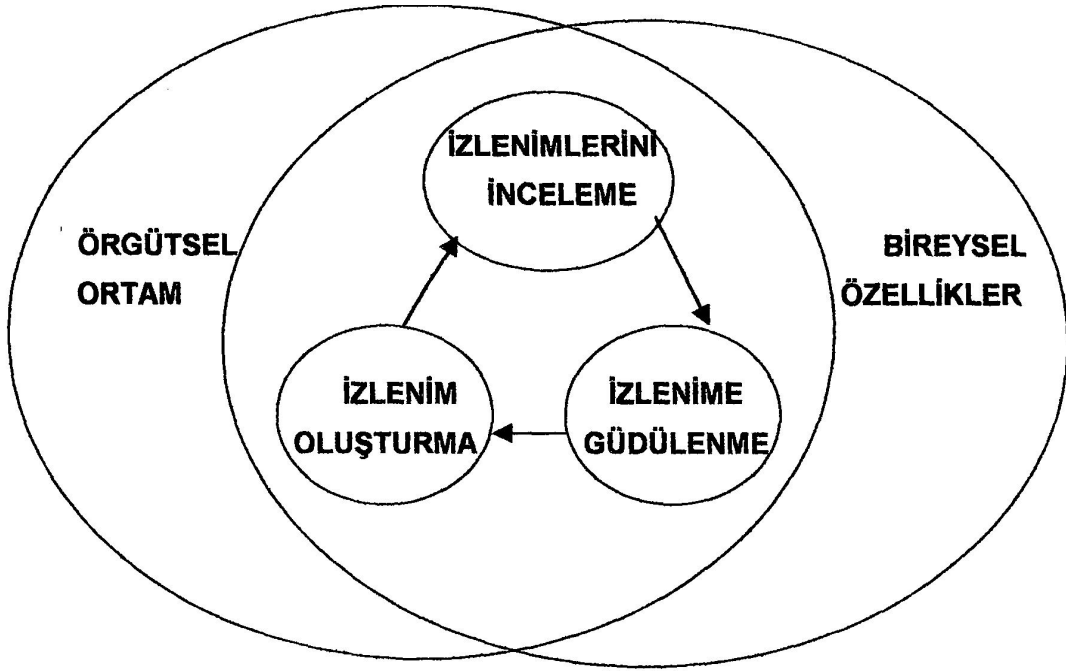 İZLENİMLERİNİ
İNCELEME
ÖRGÜTSEL
ORTAM
BİREYSEL
ÖZELLİKLER
İZLENİM
OLUŞTURMA
İZLENİME
GÜDÜLENME